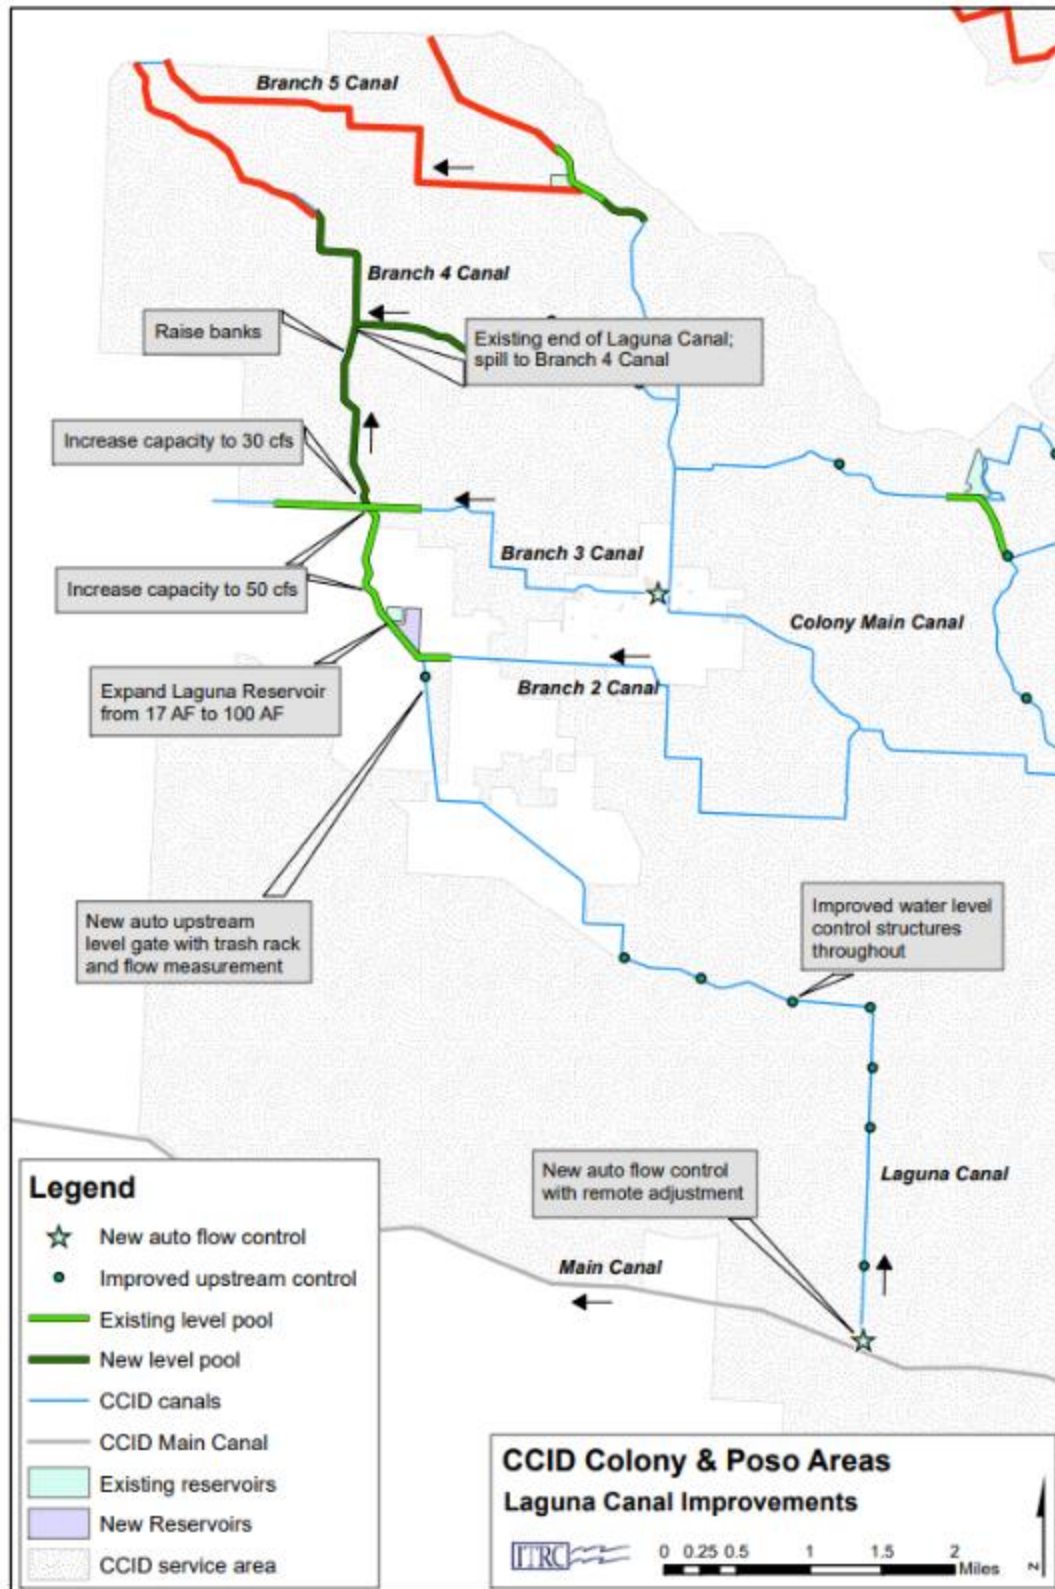 Branch 5 Canal
Branch 4 Canal
Raise banks
Existing end of Laguna Canal;
spill to Branch 4 Canal
Increase capacity to 30 cfs
Branch 3 Canal
Increase capacity to 50 cfs
Colony Main Canal
Expand Laguna Reservoir
from 17 AF to 100 AF
Branch 2 Canal
New auto upstream
level gate with trash rack
and flow measurement
Improved water level
control structures
throughout
New auto flow control
with remote adjustment
Laguna Canal
Main Canal
Legend
New auto flow control
Improved upstream control
Existing level pool
New level pool
CCID canals
CCID Main Canal
Existing reservoirs
New Reservoirs
CCID service area
CCID Colony & Poso Areas
Laguna Canal Improvements
ITRC
0 0.25 0.5 1 1.5 2
Miles
N